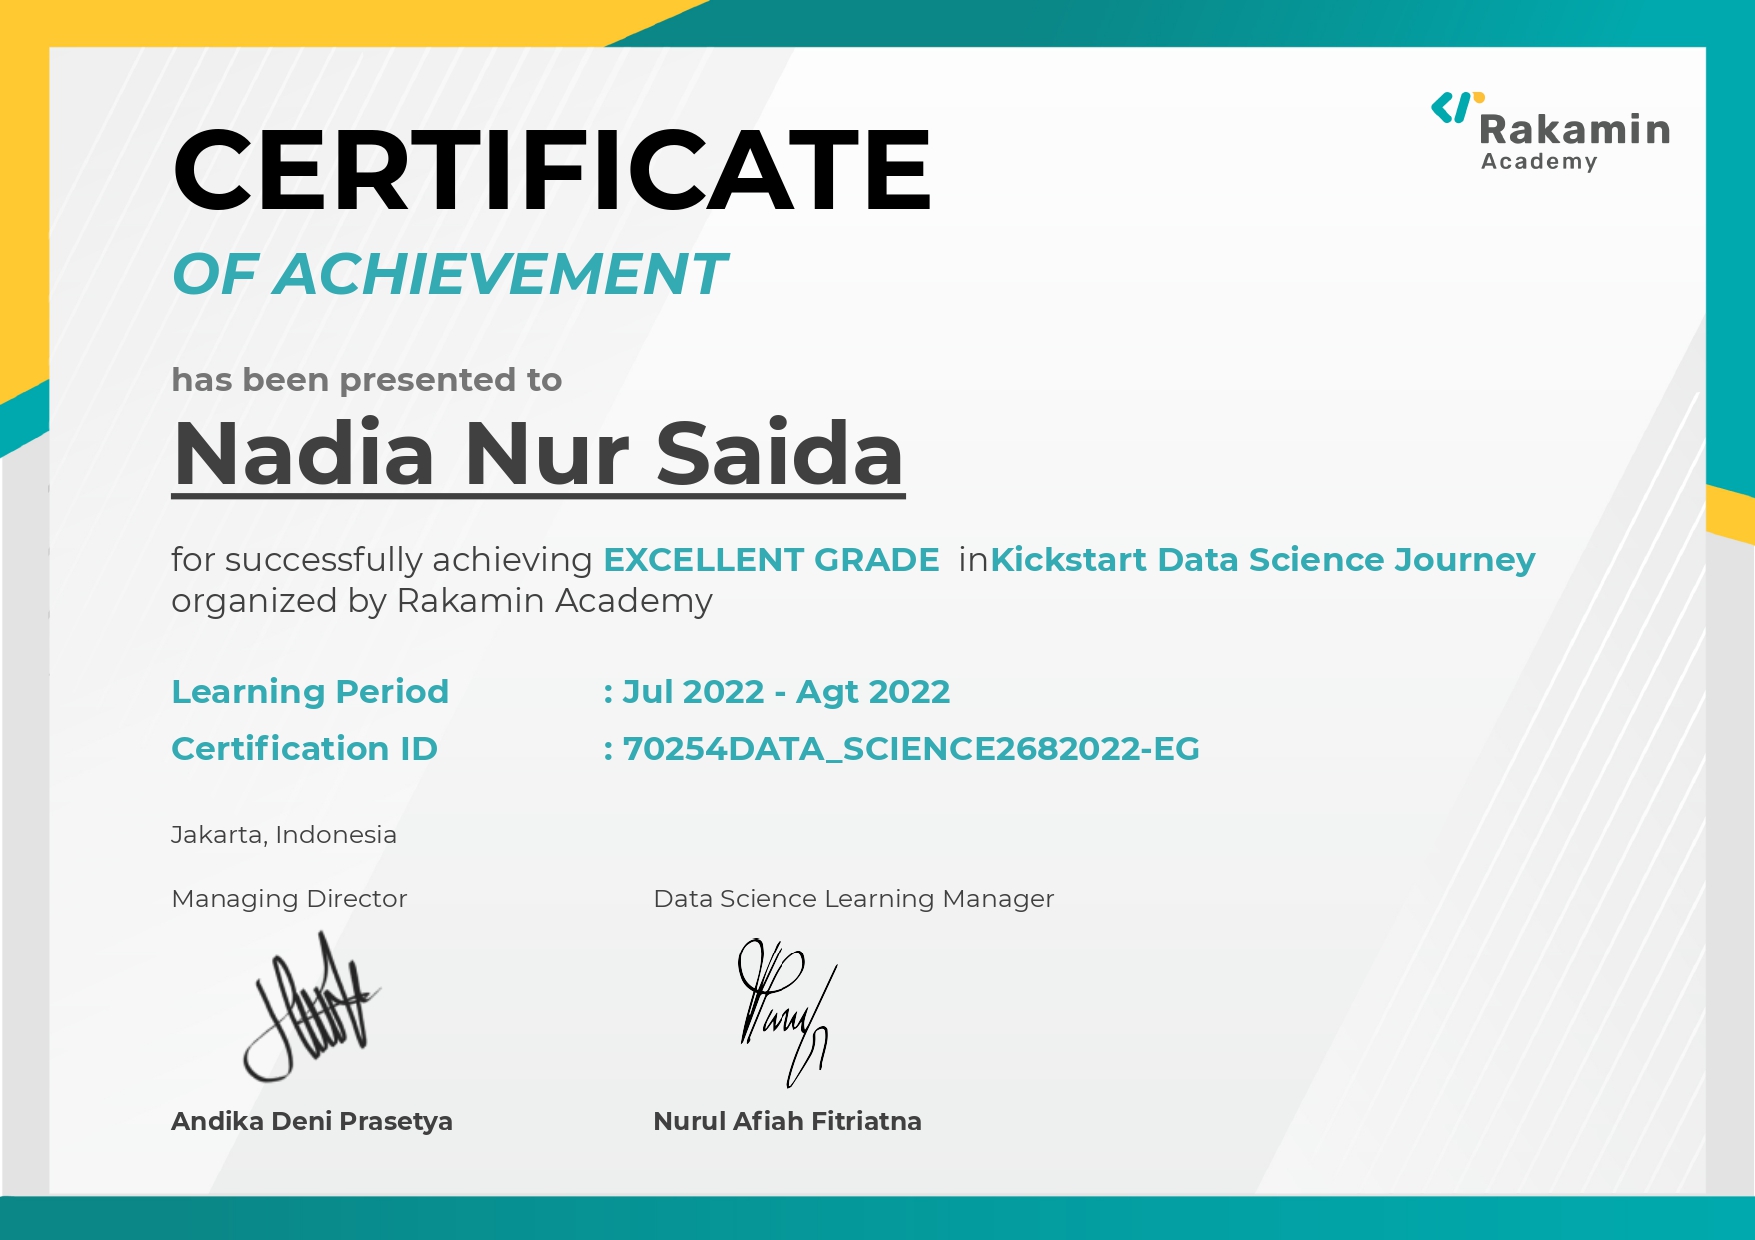 Rakamin
Academy
CERTIFICATE
OF ACHIEVEMENT
has been presented to
Nadia Nur Saida
for successfully achieving EXCELLENT GRADE  inKickstart Data Science Journey
organized by Rakamin Academy
Learning Period : Jul 2022 - Agt 2022
Certification ID : 70254DATA_SCIENCE2682022-EG
Jakarta, Indonesia
Managing Director Data Science Learning Manager
Andika Deni Prasetya Nurul Afiah Fitriatna